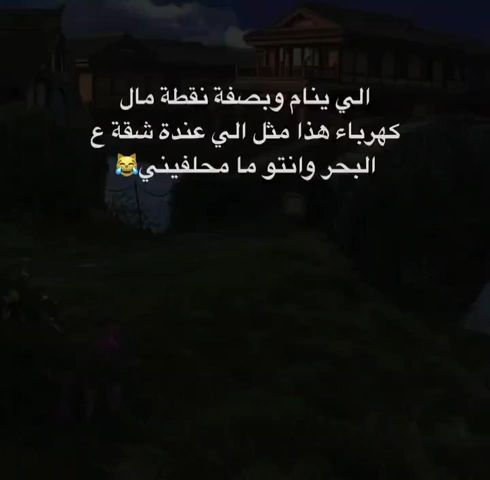 الي ينام وبصفة نقطة مال
كهرباء هذا مثل الي عندة شقة ع
البحر وانتو ما محلفيني😹